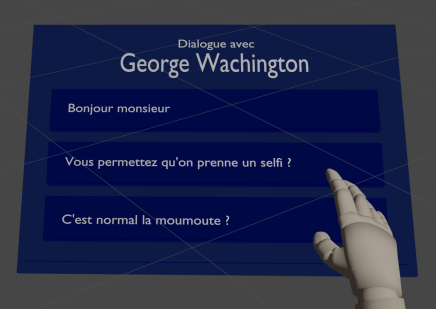 Dialogue avec
George Wachington
Bonjour monsieur
Vous permettez qu'on prenne un selfi ?
C'est normal la moumoute ?